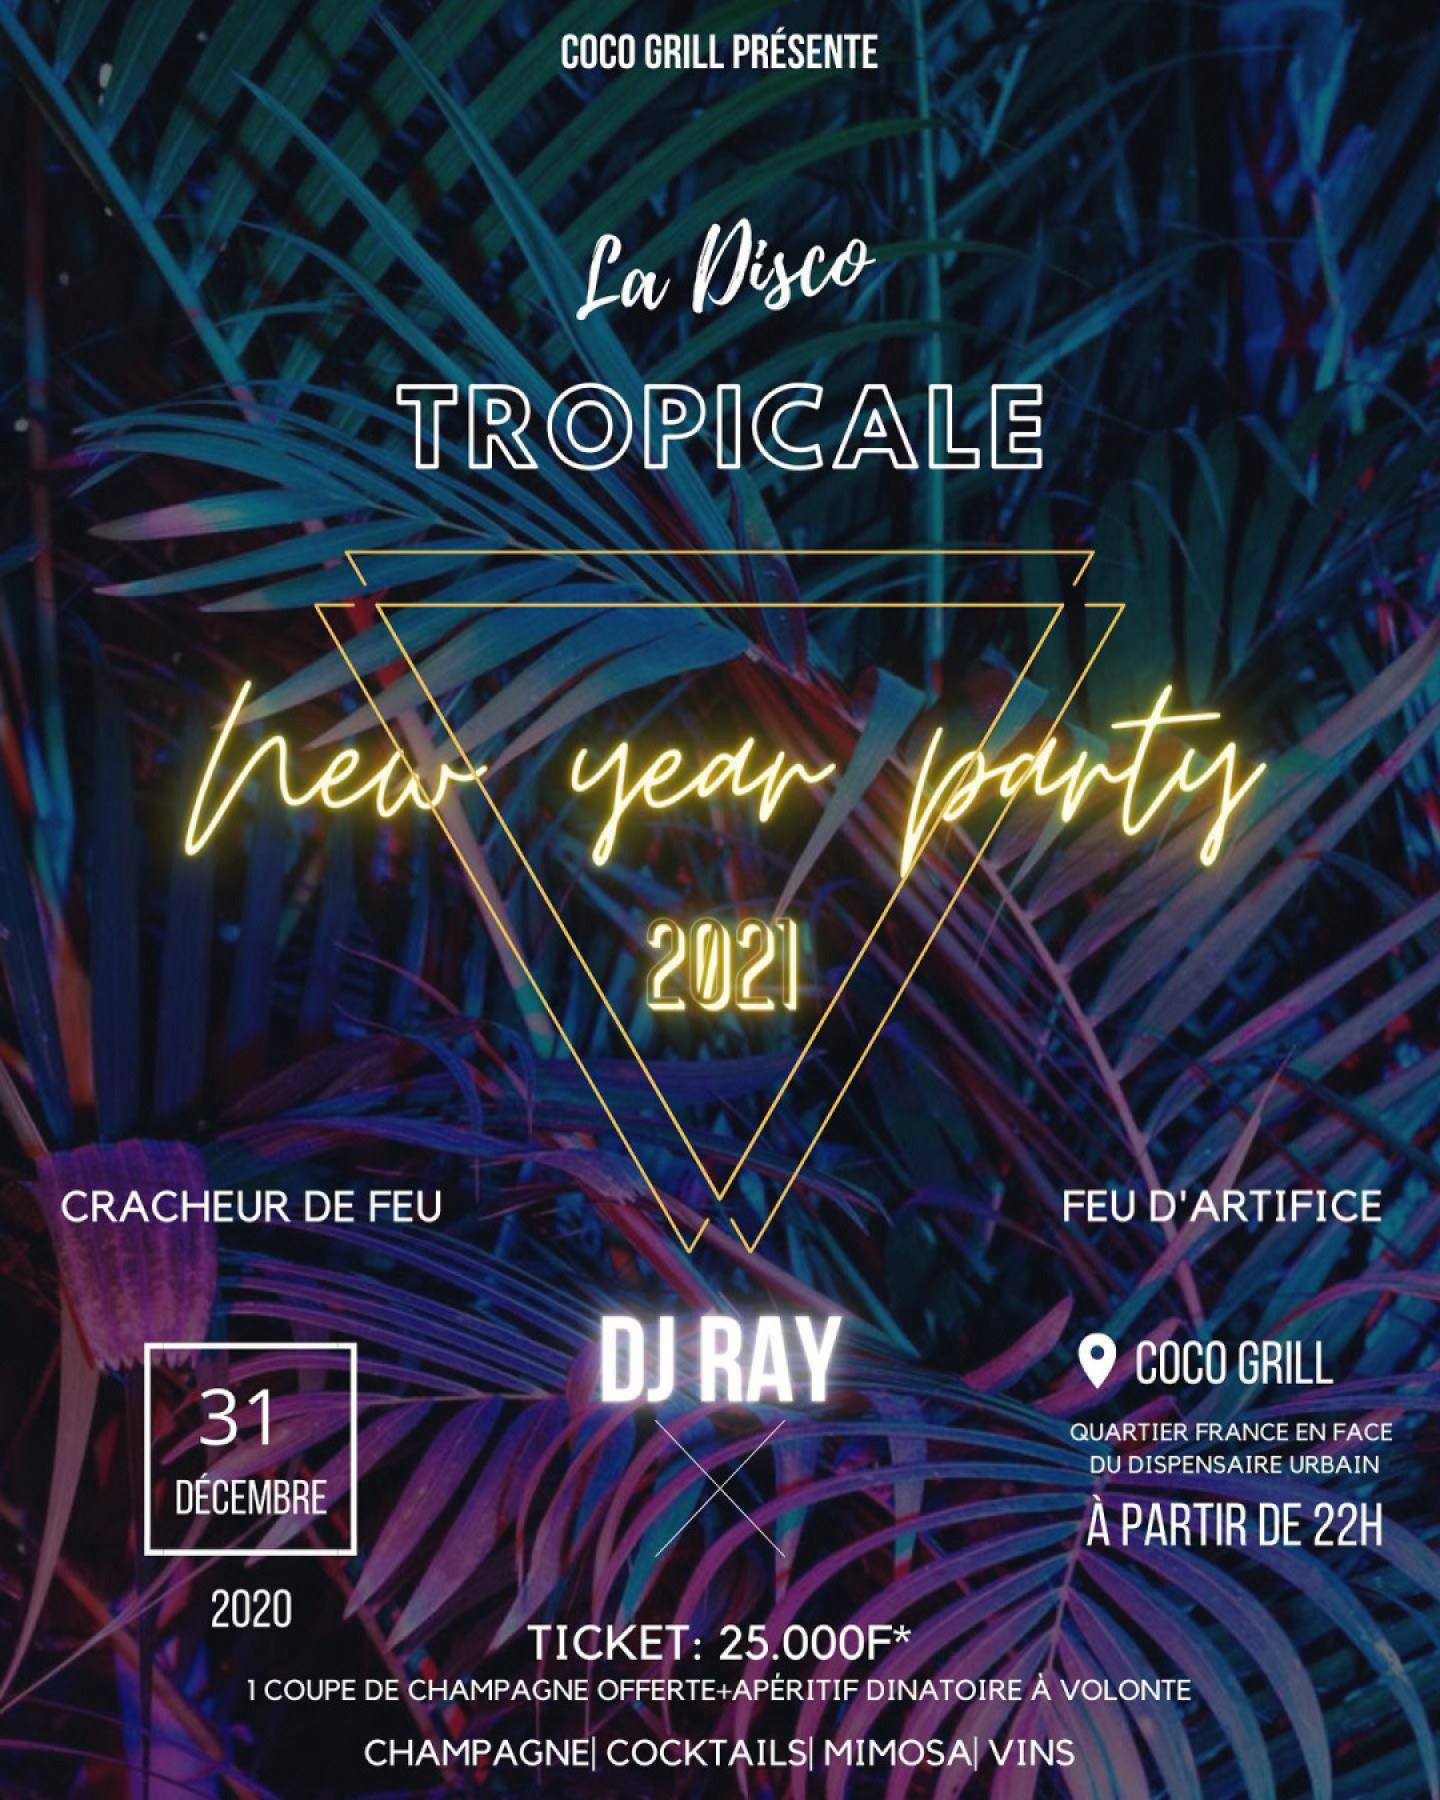 COCO GRILL PRÉSENTE
La Disco
TROPICALE
New year party
2021
CRACHEUR DE FEU
FEU D'ARTIFICE
DJ RAY
31
DÉCEMBRE
2020
COCO GRILL
QUARTIER FRANCE EN FACE
DU DISPENSAIRE URBAIN
À PARTIR DE 22H
TICKET: 25.000F*
1 COUPE DE CHAMPAGNE OFFERTE+APÉRITIF DINATOIRE À VOLONTE
CHAMPAGNE| COCKTAILS| MIMOSA| VINS